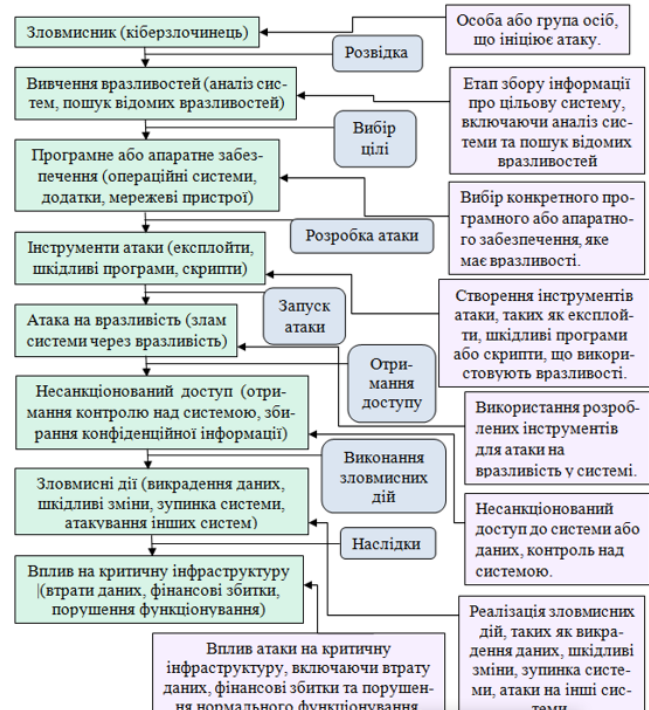 Зловмисник (кіберзлочинець)
Особа або група осіб,
що ініціює атаку.
Розвідка
Вивчення вразливостей (аналіз сис-
тем, пошук відомих вразливостей)
Етап збору інформації
про цільову систему,
включаючи аналіз сис-
теми та пошук відомих
вразливостей
Вибір
цілі
Програмне або апаратне забез-
печення (операційні системи,
додатки, мережеві пристрої)
Вибір конкретного про-
грамного або апаратно-
го забезпечення, яке
має вразливості.
Розробка атаки
Інструменти атаки (експлойти,
шкідливі програми, скрипти)
Створення інструментів
атаки, таких як експлой-
ти, шкідливі програми
або скрипти, що викори-
стовують вразливості.
Запуск
атаки
Атака на вразливість (злам
системи через вразливість)
Отри-
мання
доступу
Використання розроб-
лених інструментів
для атаки на
вразливість у системі.
Несанкціонований доступ (отри-
мання контролю над системою, зби-
рання конфіденційної інформації)
Виконання
зловмисних
дій
Несанкціонований
доступ до системи або
даних, контроль над
системою.
Зловмисні дії (викрадення даних,
шкідливі зміни, зупинка системи,
атакування інших систем)
Наслідки
Вплив на критичну інфраструктуру
|(втрати даних, фінансові збитки,
порушення функціонування)
Реалізація зловмисних
дій, таких як викра-
дення даних, шкідливі
зміни, зупинка систе-
ми, атаки на інші сис-
теми
Вплив атаки на критичну
інфраструктуру, включаючи втрату
даних, фінансові збитки та порушен-
ня нормального функціонування